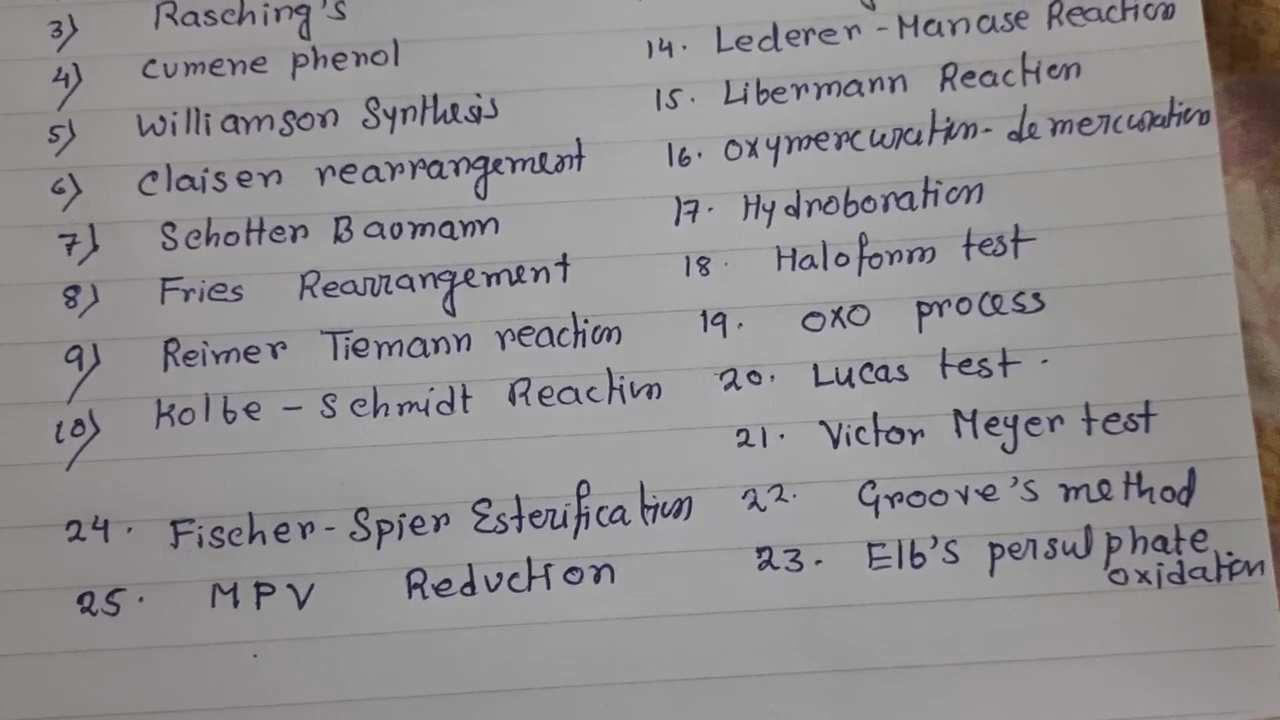 3) Rasching's
4) cumene phenol
5) Williamson Synthesis
6) Claisen rearrangement
7) Schotten Baomann
8) Fries Rearrangement
9) Reimer Tiemann reaction
10) Kolbe - Schmidt Reaction
24. Fischer-Spier Esterification
25. MPV Reduction
14. Lederer - Manase Reaction
15. Libermann Reaction
16. Oxymercuration- demercuration
17. Hydroboration
18. Haloform test
19. OXO process
20. Lucas test.
21. Victor Meyer test
22. Groove's method
23. Elb's persulphate
oxidation